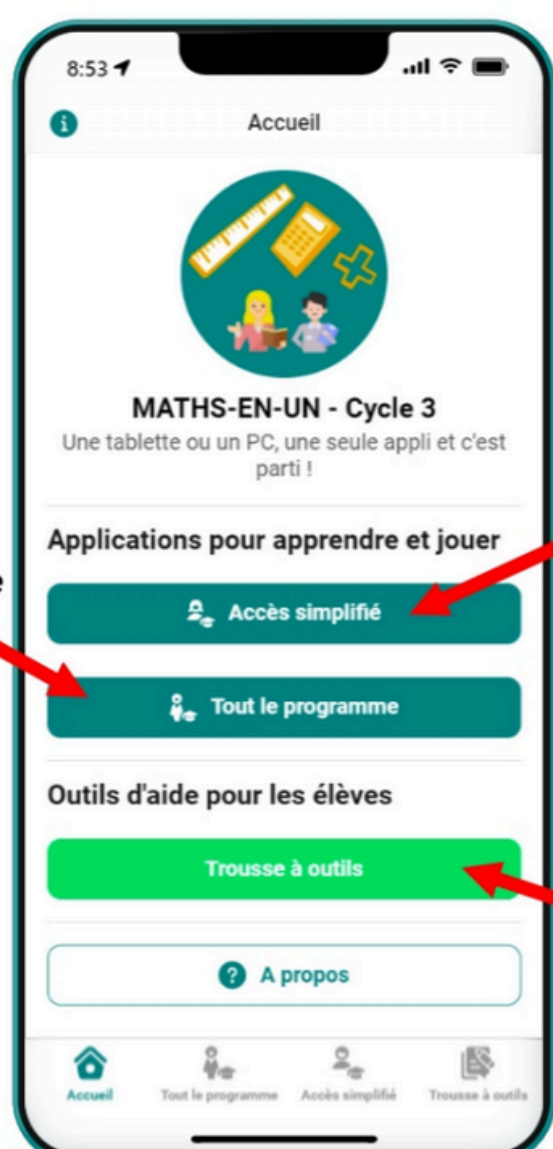 8:53
Accueil
MATHS-EN-UN - Cycle 3
Une tablette ou un PC, une seule appli et c'est
parti !
Applications pour apprendre et jouer
Accès simplifié
Tout le programme
Outils d'aide pour les élèves
Trousse à outils
A propos
Accueil Tout le programme Accès simplifié Trousse à outils